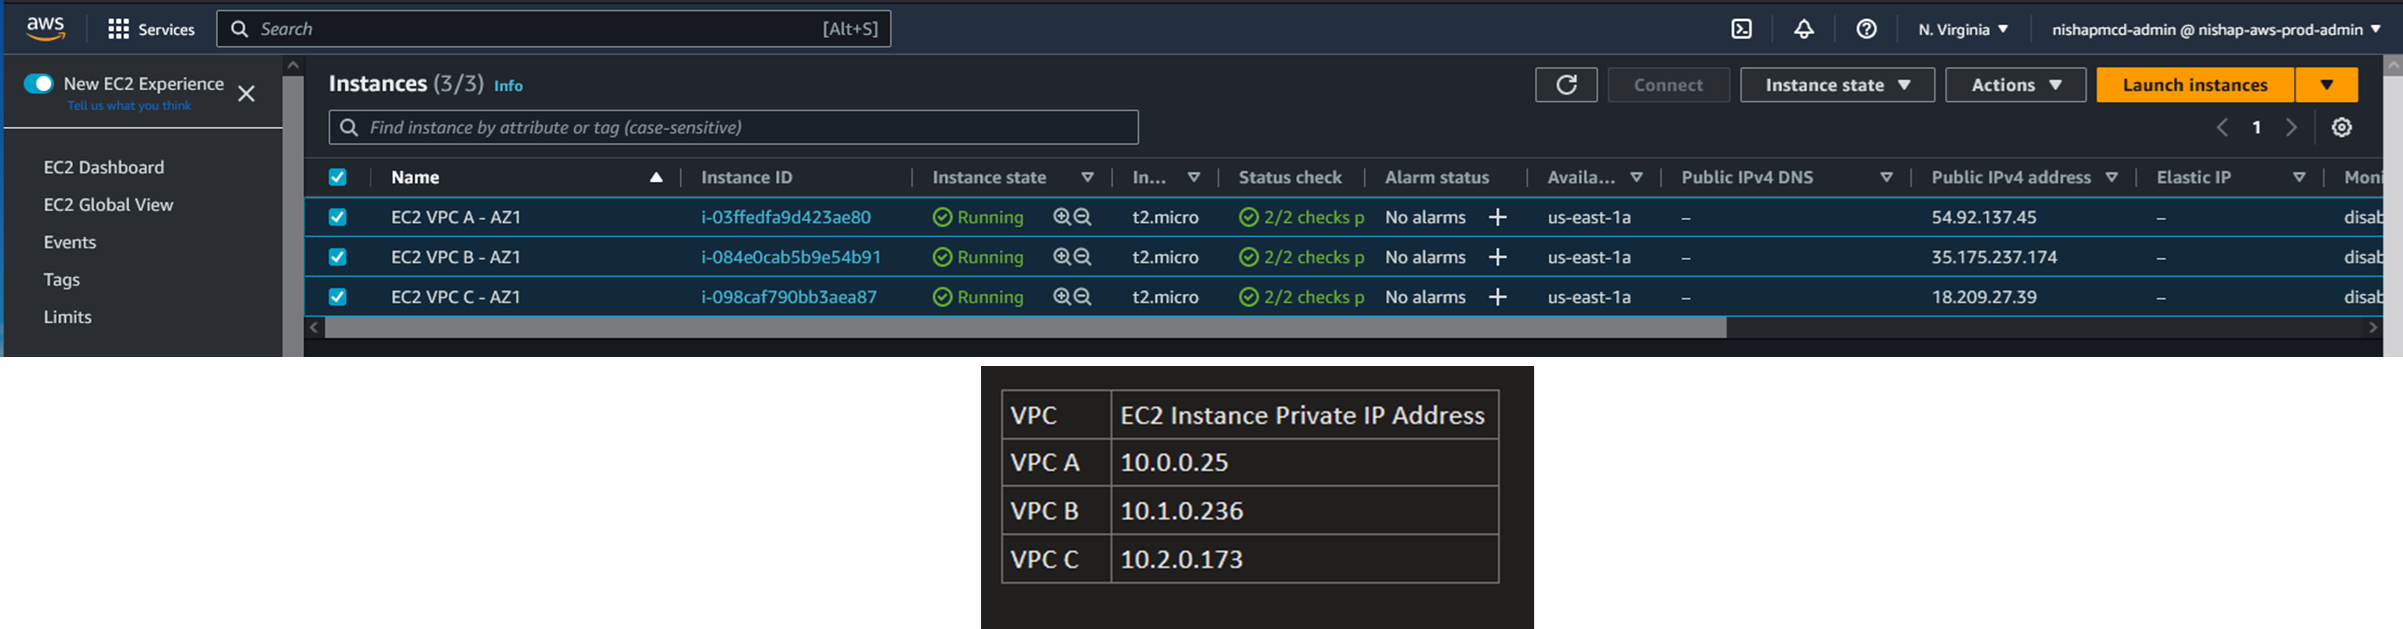 aws Services Search [Alt+S] N. Virginia nishapmcd-admin @ nishap-aws-prod-admin
New EC2 Experience
Tell us what you think
EC2 Dashboard
EC2 Global View
Events
Tags
Limits
Instances (3/3) Info Connect Instance state Actions Launch instances
Find instance by attribute or tag (case-sensitive) 1
Name Instance ID Instance state In... Status check Alarm status Availa... Public IPv4 DNS Public IPv4 address Elastic IP Moni
EC2 VPC A - AZ1 i-03ffedfa9d423ae80 Running t2.micro 2/2 checks p No alarms + us-east-1a – 54.92.137.45 – disab
EC2 VPC B - AZ1 i-084e0cab5b9e54b91 Running t2.micro 2/2 checks p No alarms + us-east-1a – 35.175.237.174 – disab
EC2 VPC C - AZ1 i-098caf790bb3aea87 Running t2.micro 2/2 checks p No alarms + us-east-1a – 18.209.27.39 – disab
VPC EC2 Instance Private IP Address
VPC A 10.0.0.25
VPC B 10.1.0.236
VPC C 10.2.0.173